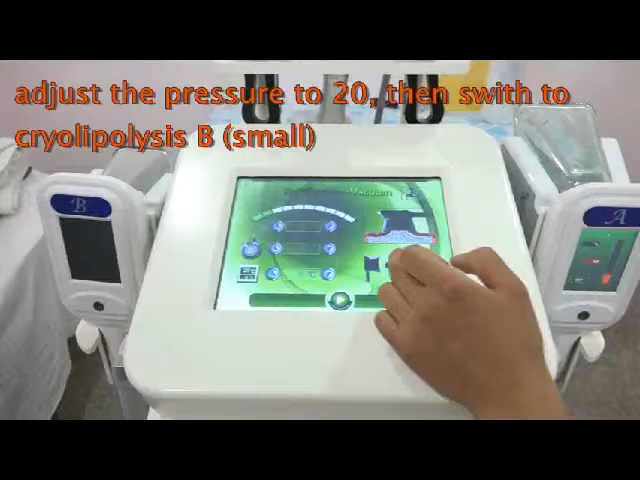 adjust the pressure to 20, then swith to
cryolipolysis B (small)
Vacuum
B
A
°C